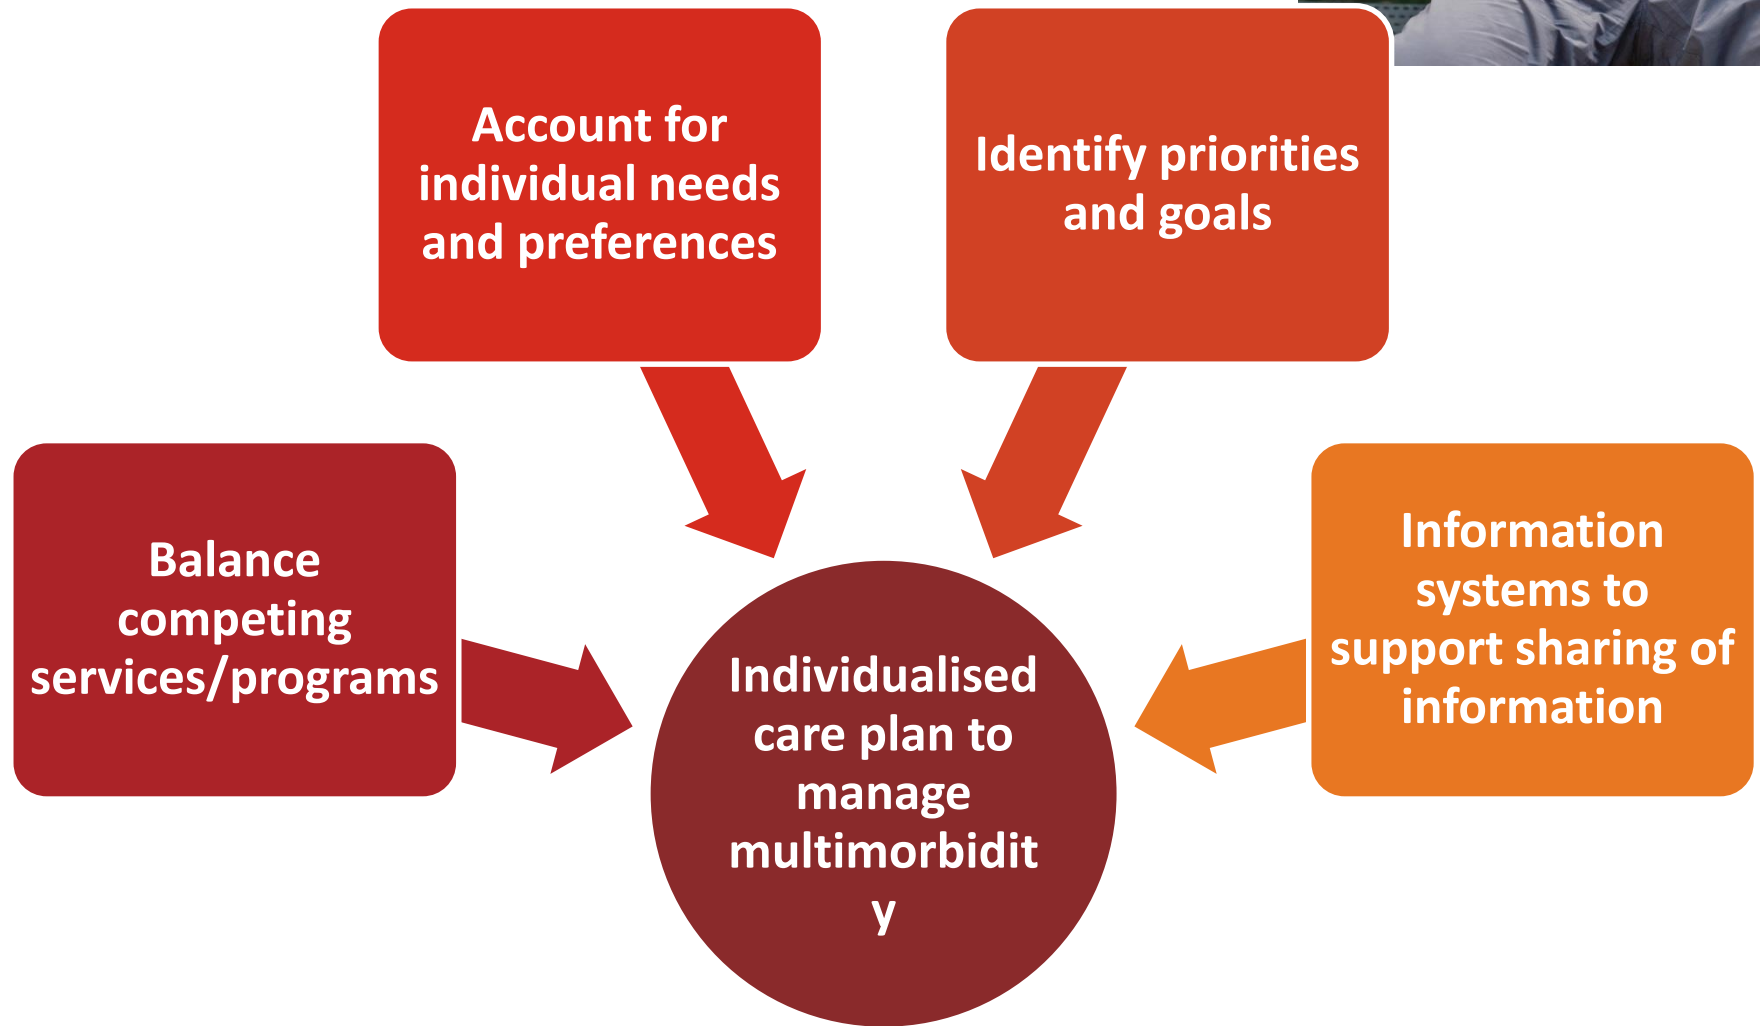 Account for
individual needs
and preferences
Identify priorities
and goals
Balance
competing
services/programs
Information
systems to
support sharing of
information
Individualised
care plan to
manage
multimorbidit
y